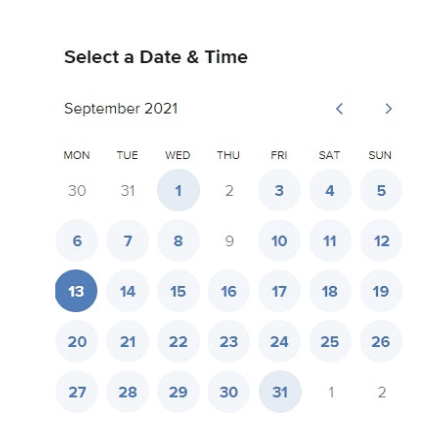 Select a Date & Time
September 2021
MON TUE WED THU FRI SAT SUN
30 31 1 2 3 4 5
6 7 8 9 10 11 12
13 14 15 16 17 18 19
20 21 22 23 24 25 26
27 28 29 30 31 1 2